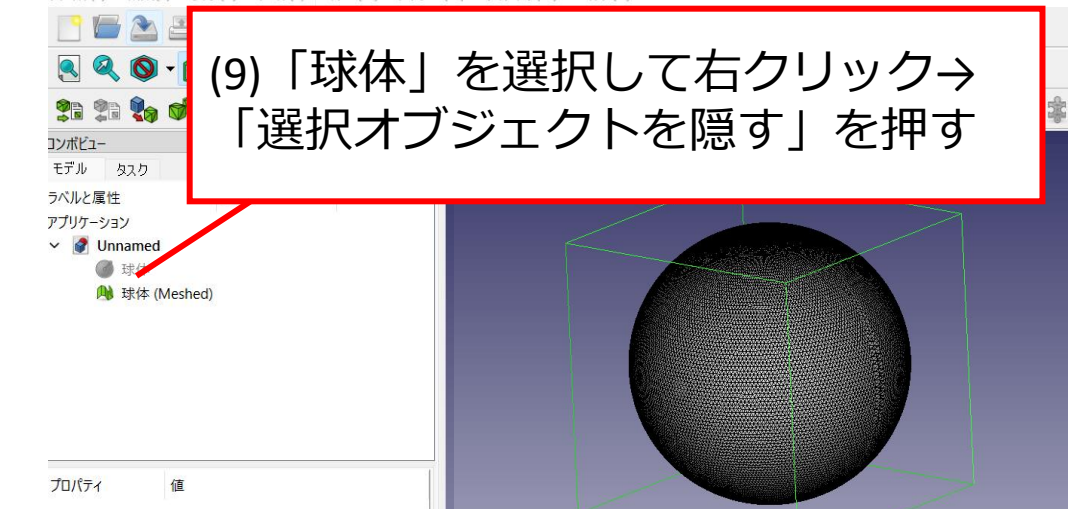 (9)「球体」を選択して右クリック→
「選択オブジェクトを隠す」を押す
コンボビュー
モデル タスク
ラベルと属性
アプリケーション
Unnamed
球体 (Meshed)
プロパティ 値